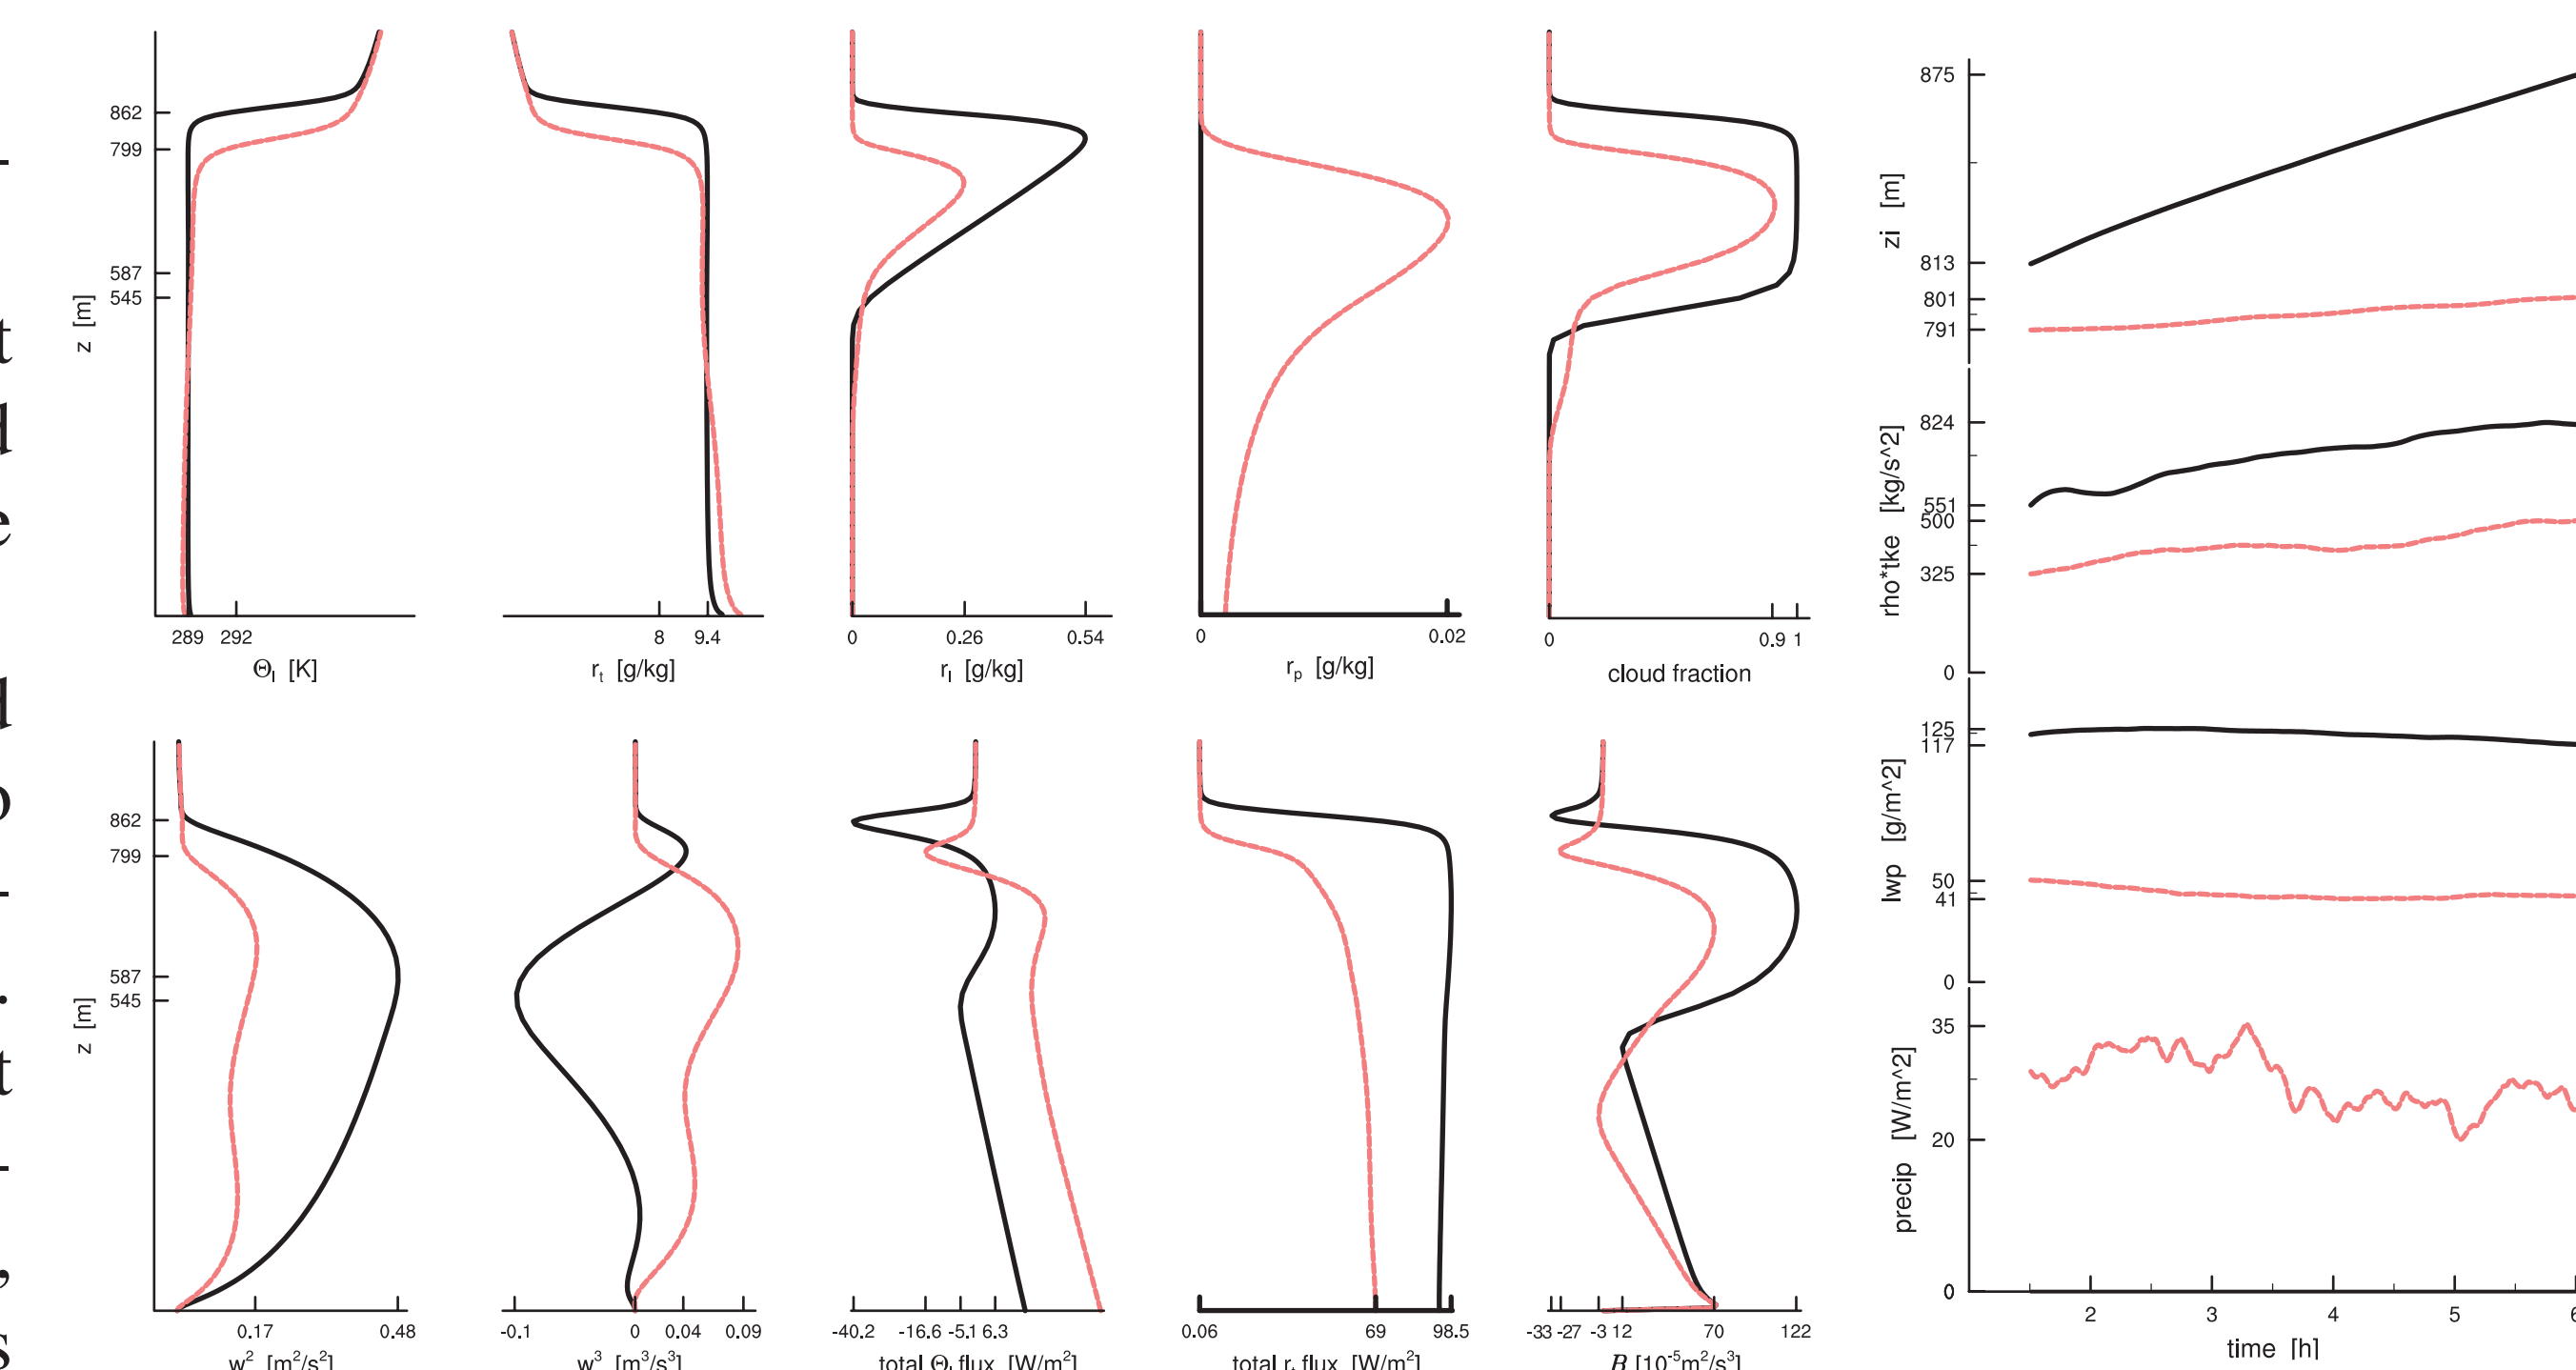 862
799
587
545
z [m]
289 292
Θl [K]
8 9.4
rt [g/kg]
0 0.26 0.54
rl [g/kg]
0 0.02
rp [g/kg]
0 0.9 1
cloud fraction
862
799
587
545
z [m]
0.17 0.48
w² [m²/s²]
-0.1 0 0.04 0.09
w³ [m³/s³]
-40.2 -16.6 -5.1 6.3
total Θl flux [W/m²]
0.06 69 98.5
total rt flux [W/m²]
-33 -27 -3 12 70 122
B [10⁻⁵m²/s³]
875
813
801
791
zi [m]
824
551
500
325
0
rho*tke [kg/s^2]
125
117
50
41
0
lwp [g/m^2]
35
20
0
precip [W/m^2]
2 3 4 5 6
time [h]